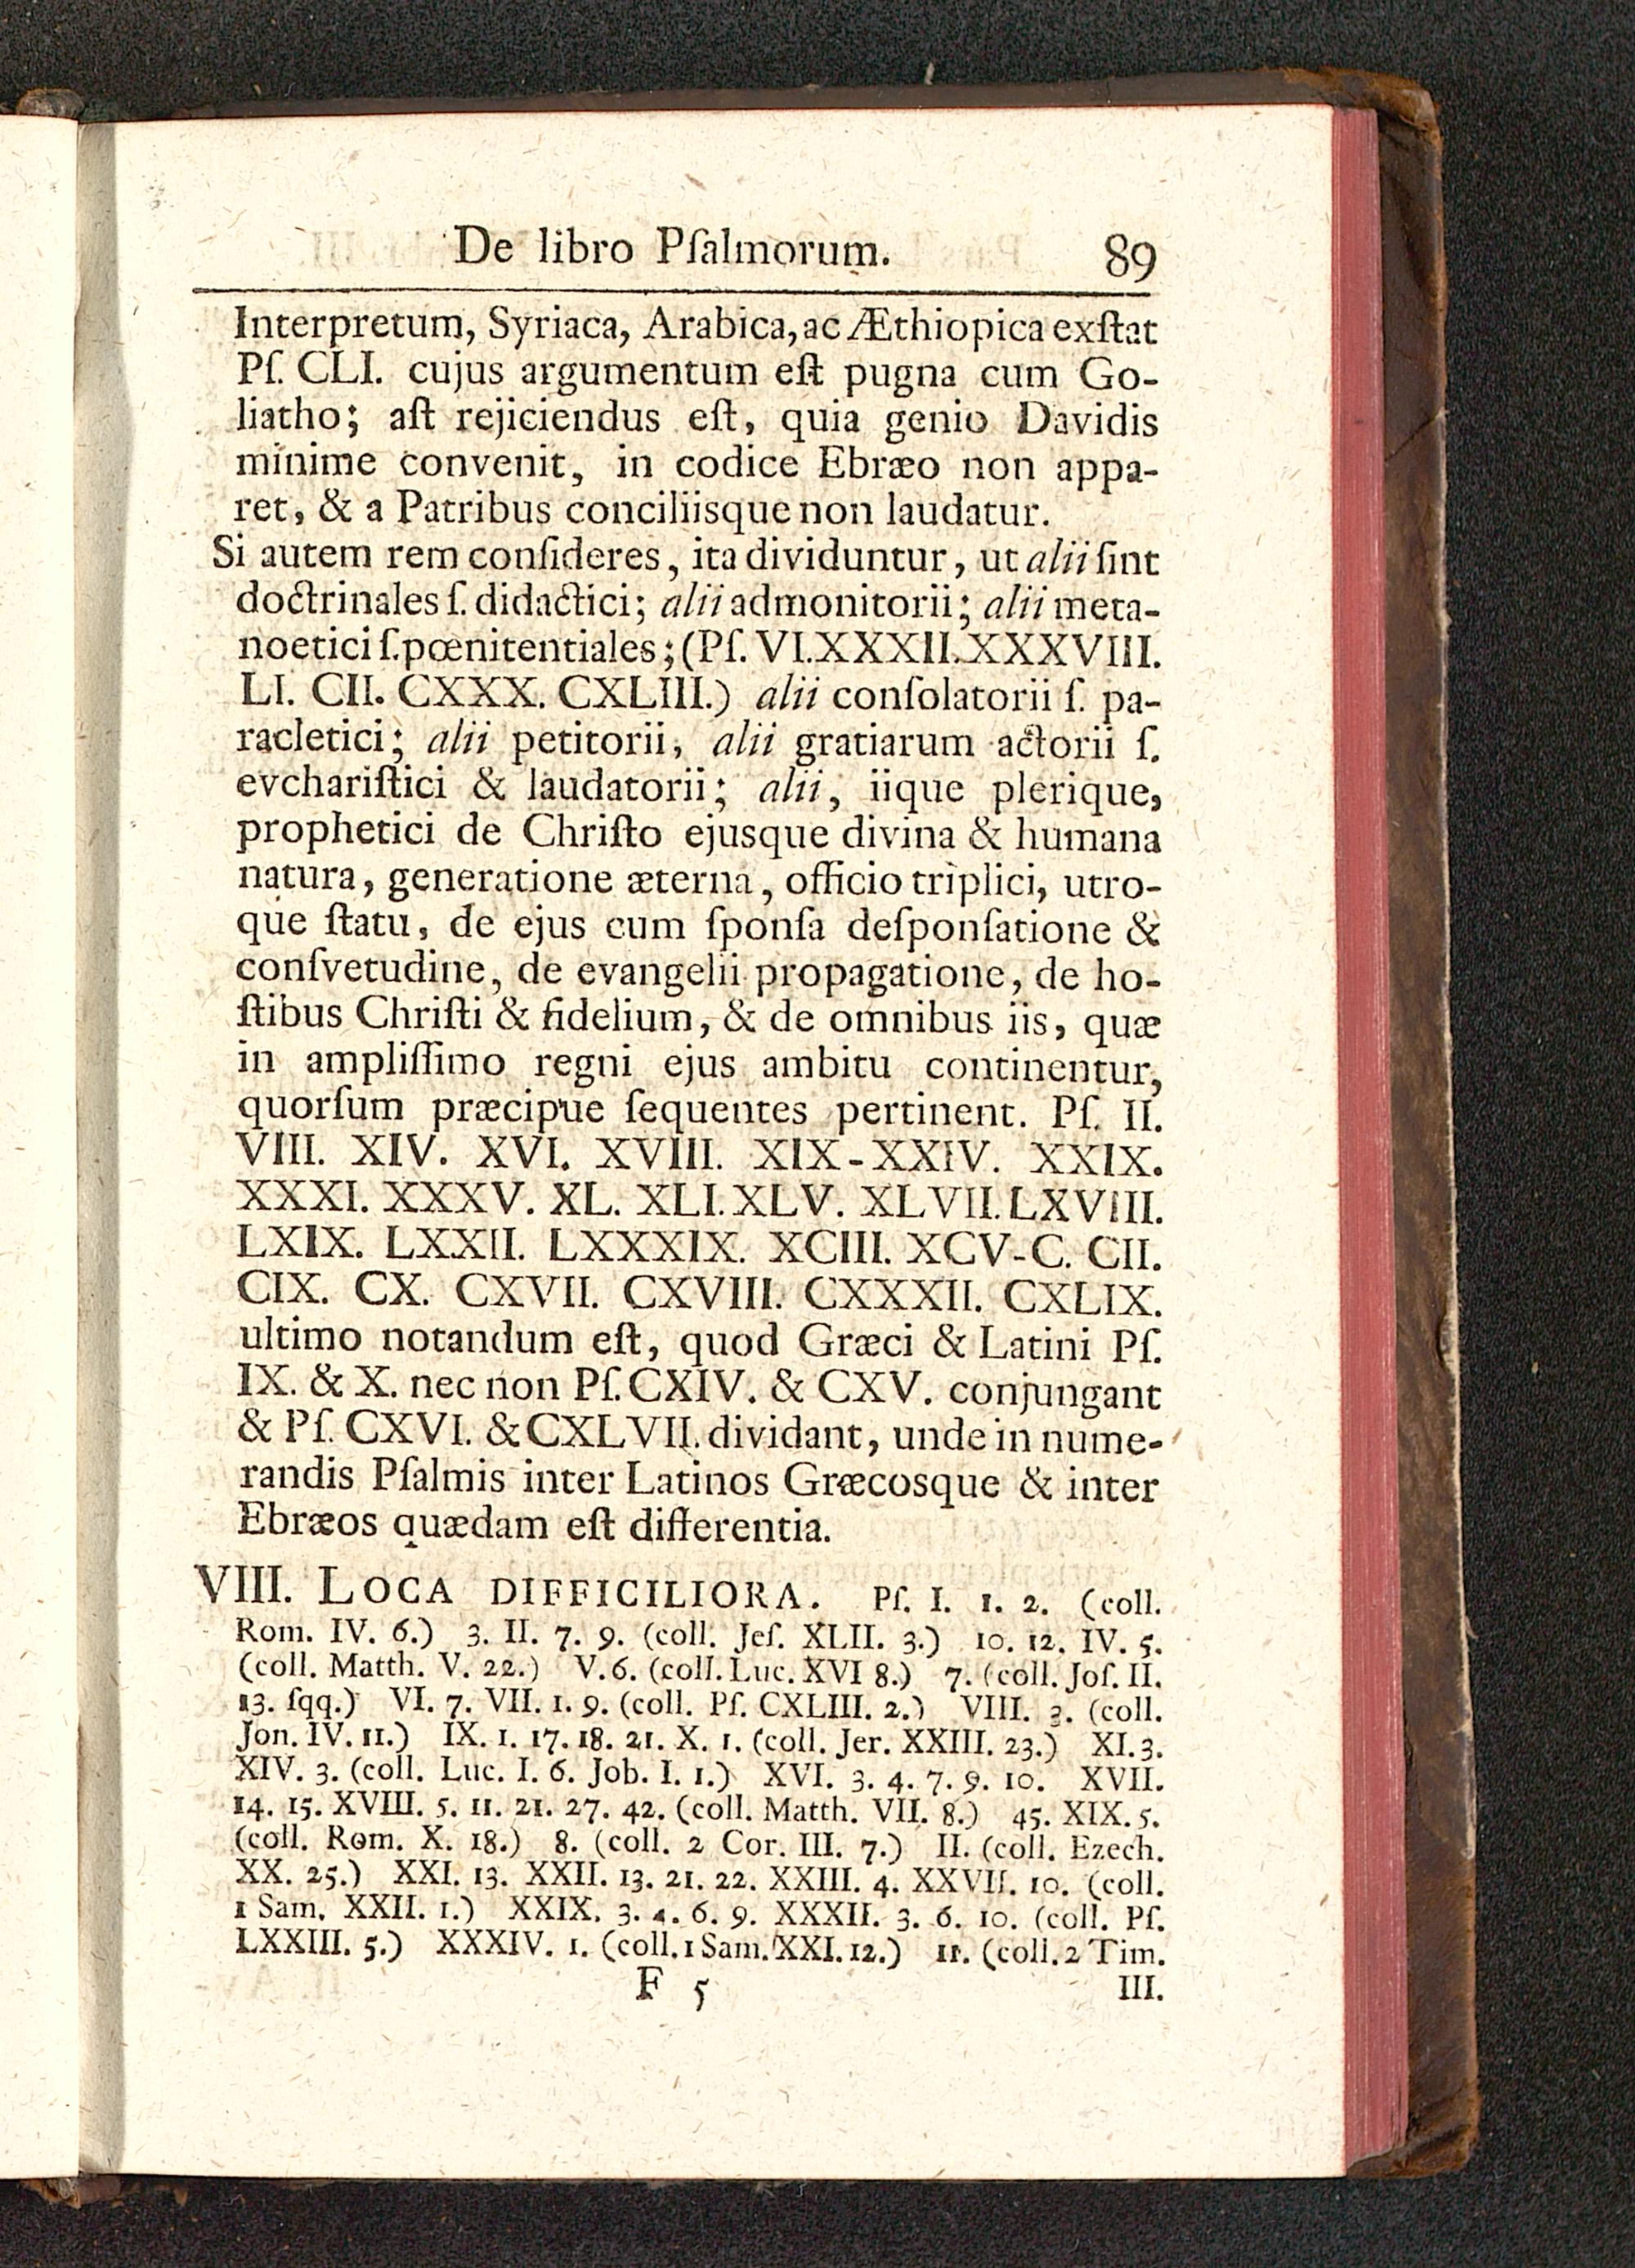 De libro Pſalmorum. 89
Interpretum, Syriaca, Arabica, ac Æthiopica exſtat
Pſ. CLI. cujus argumentum eſt pugna cum Go-
liatho; aſt rejiciendus eſt, quia genio Davidis
minime convenit, in codice Ebræo non appa-
ret, & a Patribus conciliisque non laudatur.
Si autem rem conſideres, ita dividuntur, ut alii ſint
doctrinales ſ. didactici; alii admonitorii; alii meta-
noetici ſ. pœnitentiales; (Pſ. VI. XXXII. XXXVIII.
LI. CII. CXXX. CXLIII.) alii conſolatorii ſ. pa-
racletici; alii petitorii, alii gratiarum actorii ſ.
evchariſtici & laudatorii; alii, iique plerique,
prophetici de Chriſto ejusque divina & humana
natura, generatione æterna, officio triplici, utro-
que ſtatu, de ejus cum ſponſa deſponſatione &
conſvetudine, de evangelii propagatione, de ho-
ſtibus Chriſti & fidelium, & de omnibus iis, quæ
in ampliſſimo regni ejus ambitu continentur,
quorſum præcipue ſequentes pertinent. Pſ. II.
VIII. XIV. XVI. XVIII. XIX-XXIV. XXIX.
XXXI. XXXV. XL. XLI. XLV. XLVII. LXVIII.
LXIX. LXXII. LXXXIX. XCIII. XCV-C. CII.
CIX. CX. CXVII. CXVIII. CXXXII. CXLIX.
ultimo notandum eſt, quod Græci & Latini Pſ.
IX. & X. nec non Pſ. CXIV. & CXV. conjungant
& Pſ. CXVI. & CXLVII. dividant, unde in nume-
randis Pſalmis inter Latinos Græcosque & inter
Ebræos quædam eſt differentia.
VIII. LOCA DIFFICILIORA. Pſ. I. 1. 2. (coll.
Rom. IV. 6.) 3. II. 7. 9. (coll. Jeſ. XLII. 3.) 10. 12. IV. 5.
(coll. Matth. V. 22.) V. 6. (coll. Luc. XVI 8.) 7. (coll. Joſ. II.
13. ſqq.) VI. 7. VII. 1. 9. (coll. Pſ. CXLIII. 2.) VIII. 3. (coll.
Jon. IV. 11.) IX. 1. 17. 18. 21. X. 1. (coll. Jer. XXIII. 23.) XI. 3.
XIV. 3. (coll. Luc. I. 6. Job. I. 1.) XVI. 3. 4. 7. 9. 10. XVII.
14. 15. XVIII. 5. 11. 21. 27. 42. (coll. Matth. VII. 8.) 45. XIX. 5.
(coll. Rom. X. 18.) 8. (coll. 2 Cor. III. 7.) II. (coll. Ezech.
XX. 25.) XXI. 13. XXII. 13. 21. 22. XXIII. 4. XXVII. 10. (coll.
1 Sam. XXII. 1.) XXIX. 3. 4. 6. 9. XXXII. 3. 6. 10. (coll. Pſ.
LXXIII. 5.) XXXIV. 1. (coll. 1 Sam. XXI. 12.) 11. (coll. 2 Tim.
F 5 III.